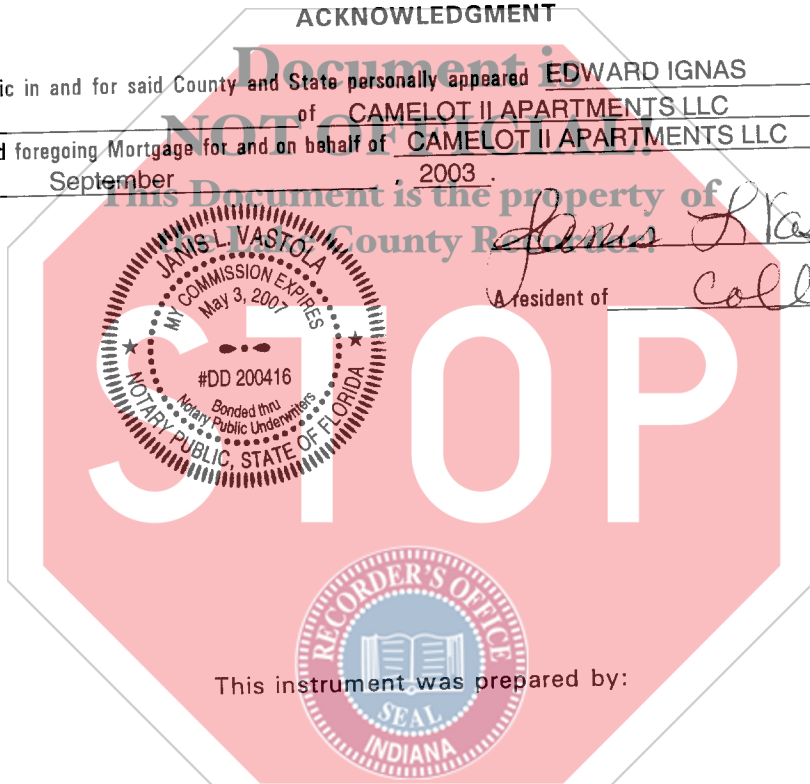 ACKNOWLEDGMENT
Document is
ic in and for said County and State personally appeared EDWARD IGNAS
of CAMELOT II APARTMENTS LLC
NOT OFFICIAL!
d foregoing Mortgage for and on behalf of CAMELOT II APARTMENTS LLC
September , 2003 .
This Document is the property of
the Lake County Recorder!
Janis L Vas
A resident of Coll
JANIS L. VASTOLA
MY COMMISSION EXPIRES
May 3, 2007
#DD 200416
Bonded thru
Notary Public Underwriters
NOTARY PUBLIC, STATE OF FLORIDA
STOP
RECORDER'S OFFICE
This instrument was prepared by:
SEAL
INDIANA